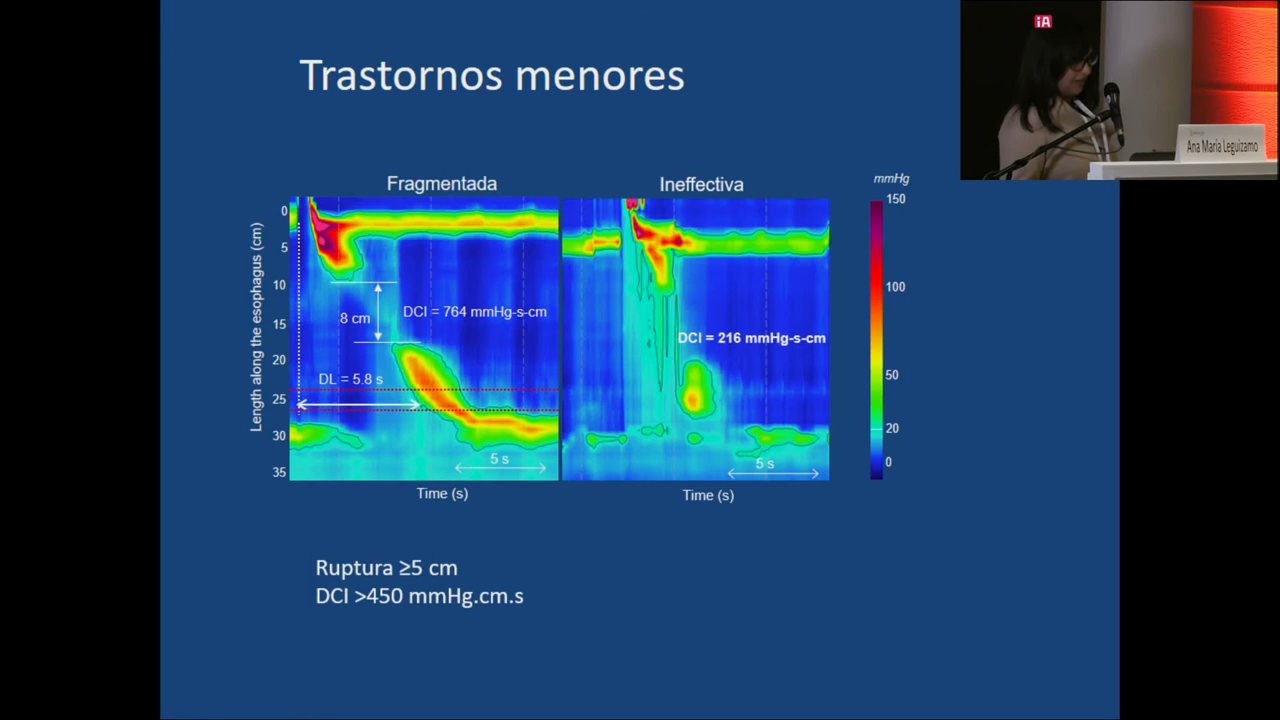 Trastornos menores
iA
Ana María Leguízamo
Fragmentada
Ineffectiva
mmHg
Length along the esophagus (cm)
0
5
10
15
20
25
30
35
8 cm
DCI = 764 mmHg-s-cm
DL = 5.8 s
5 s
Time (s)
DCI = 216 mmHg-s-cm
5 s
Time (s)
150
100
50
20
0
Ruptura ≥5 cm
DCI >450 mmHg.cm.s